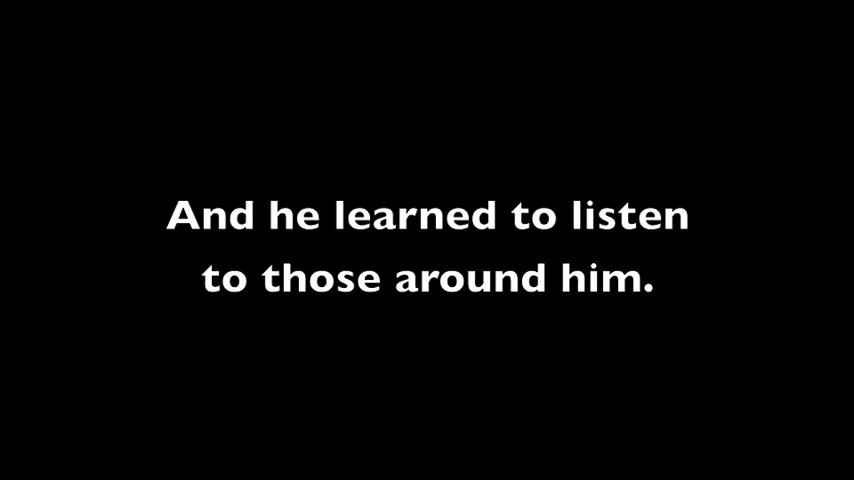 And he learned to listen
to those around him.